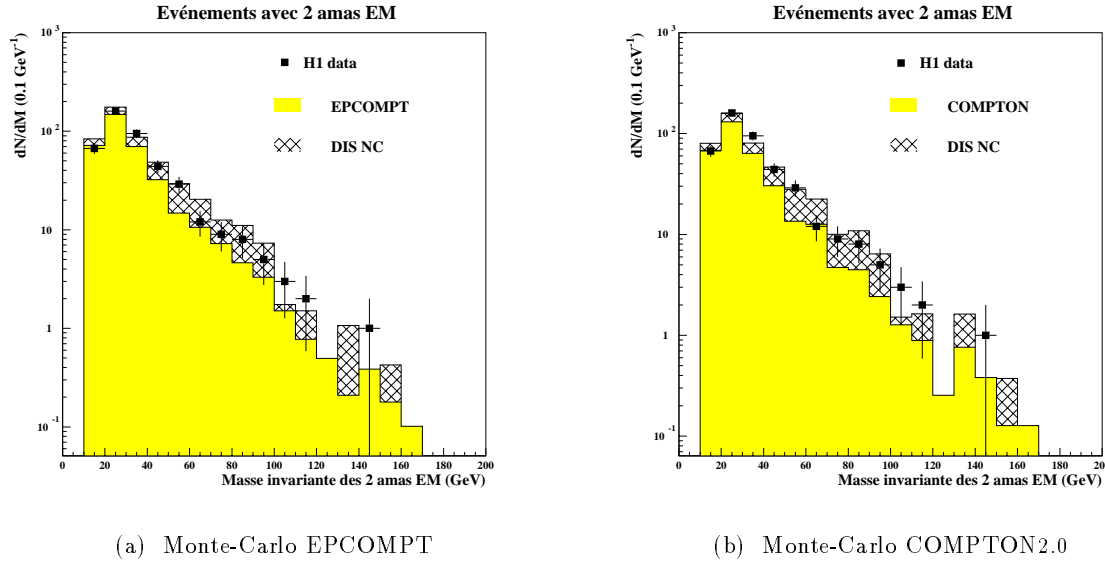 Evénements avec 2 amas EM
dN/dM (0.1 GeV⁻¹)
10³
10²
10
1
10⁻¹
H1 data
EPCOMPT
DIS NC
0 20 40 60 80 100 120 140 160 180 200
Masse invariante des 2 amas EM (GeV)
(a) Monte-Carlo EPCOMPT
Evénements avec 2 amas EM
dN/dM (0.1 GeV⁻¹)
10³
10²
10
1
10⁻¹
H1 data
COMPTON
DIS NC
0 20 40 60 80 100 120 140 160 180 200
Masse invariante des 2 amas EM (GeV)
(b) Monte-Carlo COMPTON2.0